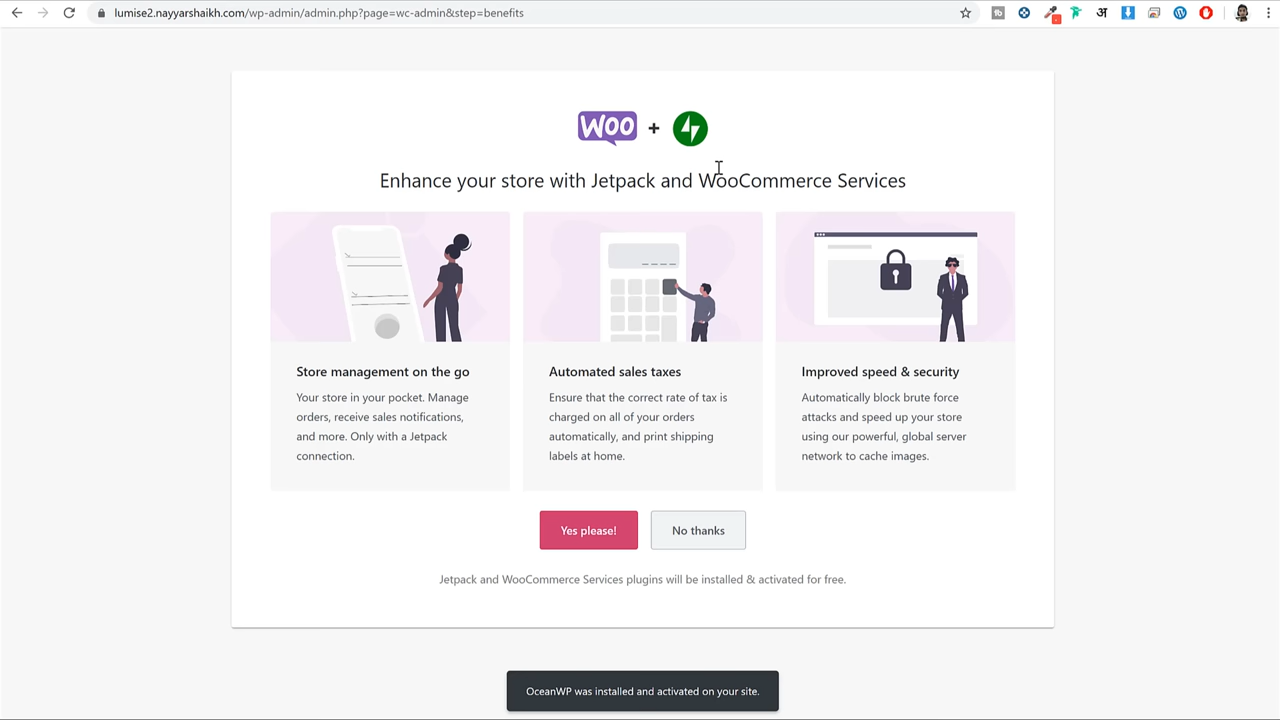 lumise2.nayyarshaikh.com/wp-admin/admin.php?page=wc-admin&step=benefits
WOO +
Enhance your store with Jetpack and WooCommerce Services
Store management on the go
Your store in your pocket. Manage
orders, receive sales notifications,
and more. Only with a Jetpack
connection.
Automated sales taxes
Ensure that the correct rate of tax is
charged on all of your orders
automatically, and print shipping
labels at home.
Improved speed & security
Automatically block brute force
attacks and speed up your store
using our powerful, global server
network to cache images.
Yes please!
No thanks
Jetpack and WooCommerce Services plugins will be installed & activated for free.
OceanWP was installed and activated on your site.